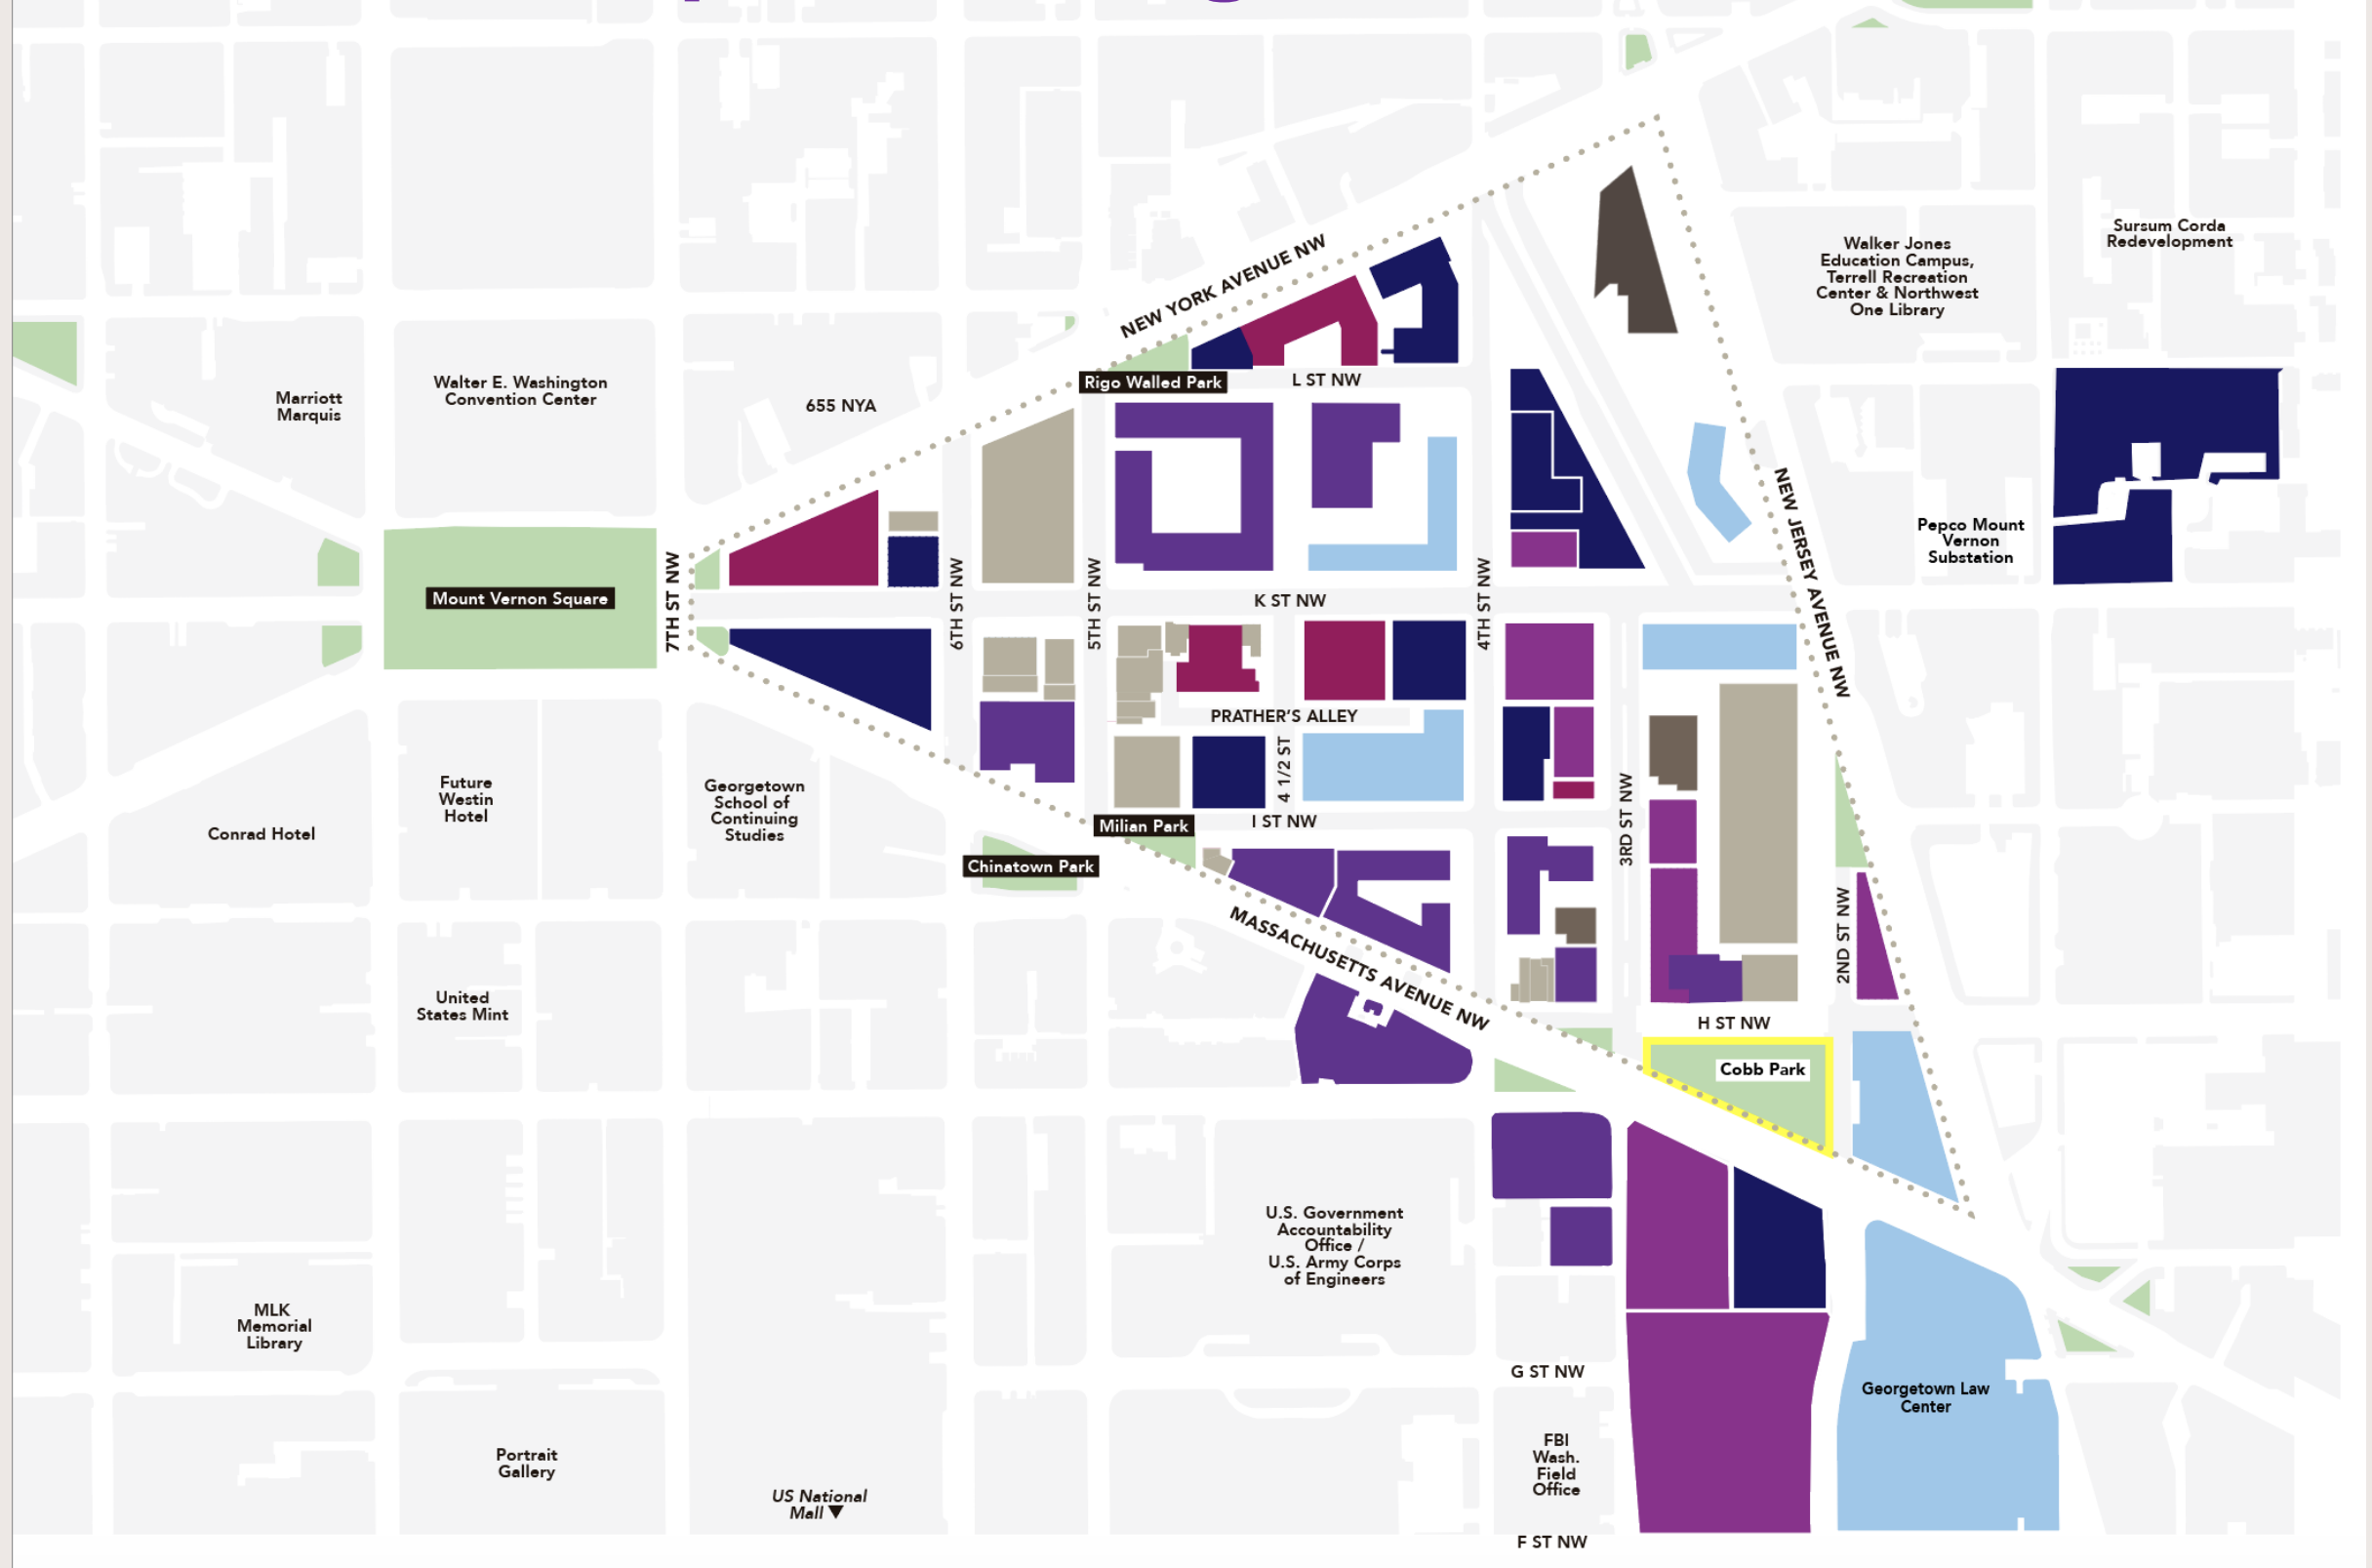 NEW YORK AVENUE NW
Sursum Corda
Redevelopment
Walker Jones
Education Campus,
Terrell Recreation
Center & Northwest
One Library
Rigo Walled Park
L ST NW
Marriott
Marquis
Walter E. Washington
Convention Center
655 NYA
NEW JERSEY AVENUE NW
Pepco Mount
Vernon
Substation
Mount Vernon Square
7TH ST NW
6TH ST NW
5TH ST NW
K ST NW
4TH ST NW
PRATHER'S ALLEY
4 1/2 ST
3RD ST NW
Future
Westin
Hotel
Georgetown
School of
Continuing
Studies
Conrad Hotel
Milian Park
I ST NW
Chinatown Park
2ND ST NW
MASSACHUSETTS AVENUE NW
United
States Mint
H ST NW
Cobb Park
U.S. Government
Accountability
Office /
U.S. Army Corps
of Engineers
MLK
Memorial
Library
G ST NW
Georgetown Law
Center
Portrait
Gallery
FBI
Wash.
Field
Office
US National
Mall
F ST NW